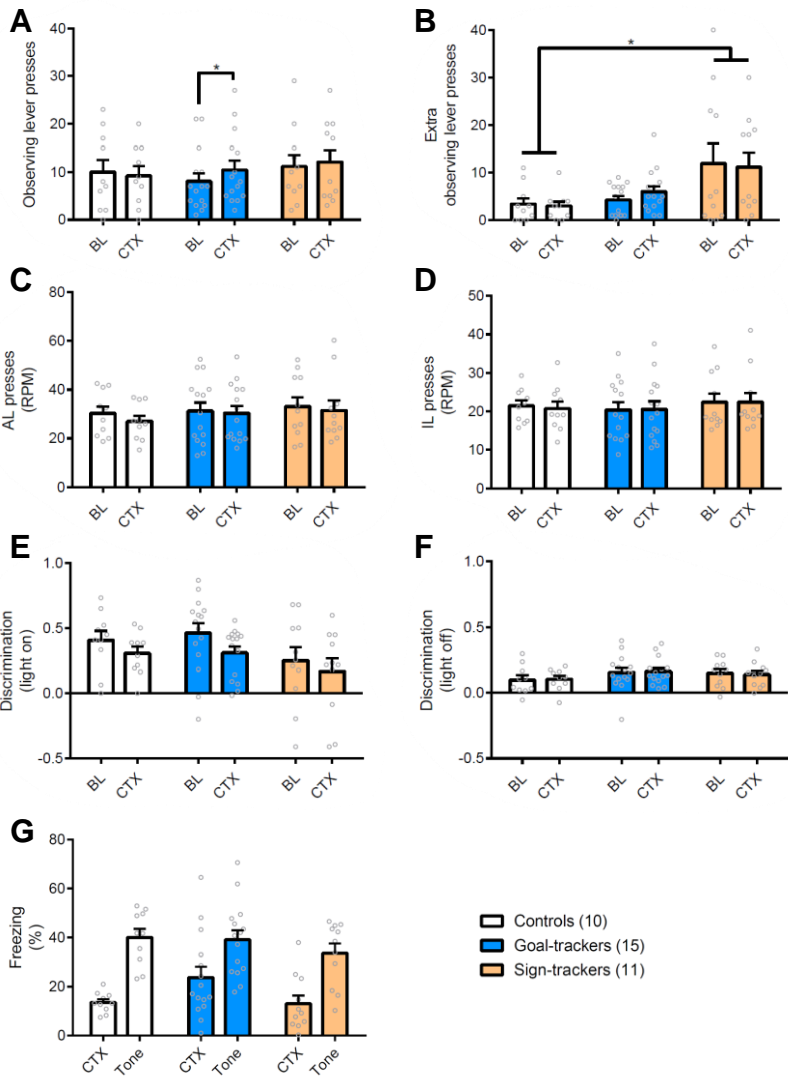 A
Observing lever presses
40
30
20
10
0
*
BL
CTX
BL
CTX
BL
CTX
B
Extra
observing lever presses
40
30
20
10
0
*
BL
CTX
BL
CTX
BL
CTX
C
AL presses
(RPM)
80
60
40
20
0
BL
CTX
BL
CTX
BL
CTX
D
IL presses
(RPM)
50
40
30
20
10
0
BL
CTX
BL
CTX
BL
CTX
E
Discrimination
(light on)
1.0
0.5
0.0
-0.5
BL
CTX
BL
CTX
BL
CTX
F
Discrimination
(light off)
1.0
0.5
0.0
-0.5
BL
CTX
BL
CTX
BL
CTX
G
Freezing
(%)
80
60
40
20
0
CTX
Tone
CTX
Tone
CTX
Tone
Controls (10)
Goal-trackers (15)
Sign-trackers (11)